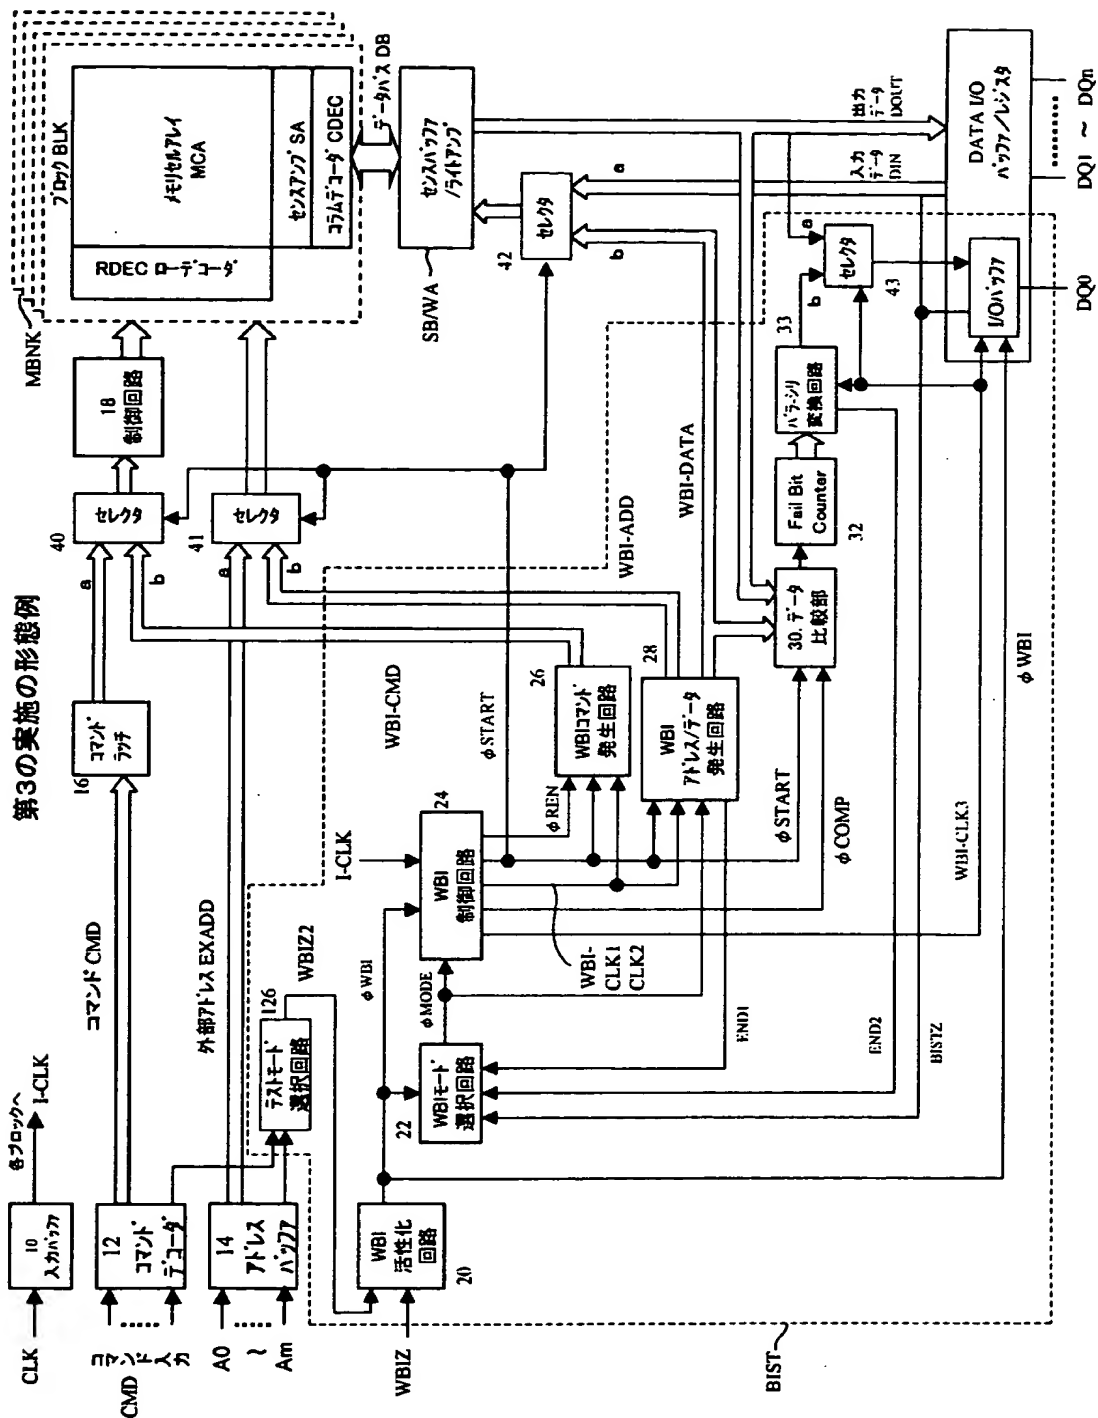 第3の実施の形態例
CLK
10
入力バッファ
各ブロックへ
I-CLK
コマンド入力
CMD
12
コマンド
デコーダ
コマンド CMD
16
コマンド
ラッチ
A0
~
Am
14
アドレス
バッファ
外部アドレス EXADD
126
テストモード
選択回路
WBIZ2
40
セレクタ
a
b
41
セレクタ
a
b
18
制御回路
MBNK
ブロック BLK
メモリセルアレイ
MCA
RDEC ローデコーダ
センスアンプ SA
コラムデコーダ CDEC
データバス DB
センスバッファ
/ライトアンプ
SB/WA
42
セレクタ
a
b
出力
データ
DOUT
入力
データ
DIN
DATA I/O
バッファ/レジスタ
DQ1 ~ DQn
I/Oバッファ
DQ0
43
セレクタ
a
b
33
パラ-シリ
変換回路
Fail Bit
Counter
32
30.データ
比較部
WBI-DATA
WBI-ADD
WBI-CMD
φSTART
26
WBIコマンド
発生回路
28
WBI
アドレス/データ
発生回路
φREN
24
WBI
制御回路
I-CLK
φWBI
φMODE
WBI-
CLK1
CLK2
22
WBIモード
選択回路
WBI
活性化
回路
20
WBIZ
END1
END2
BISTZ
φSTART
φCOMP
WBI-CLK3
φWBI
BIST